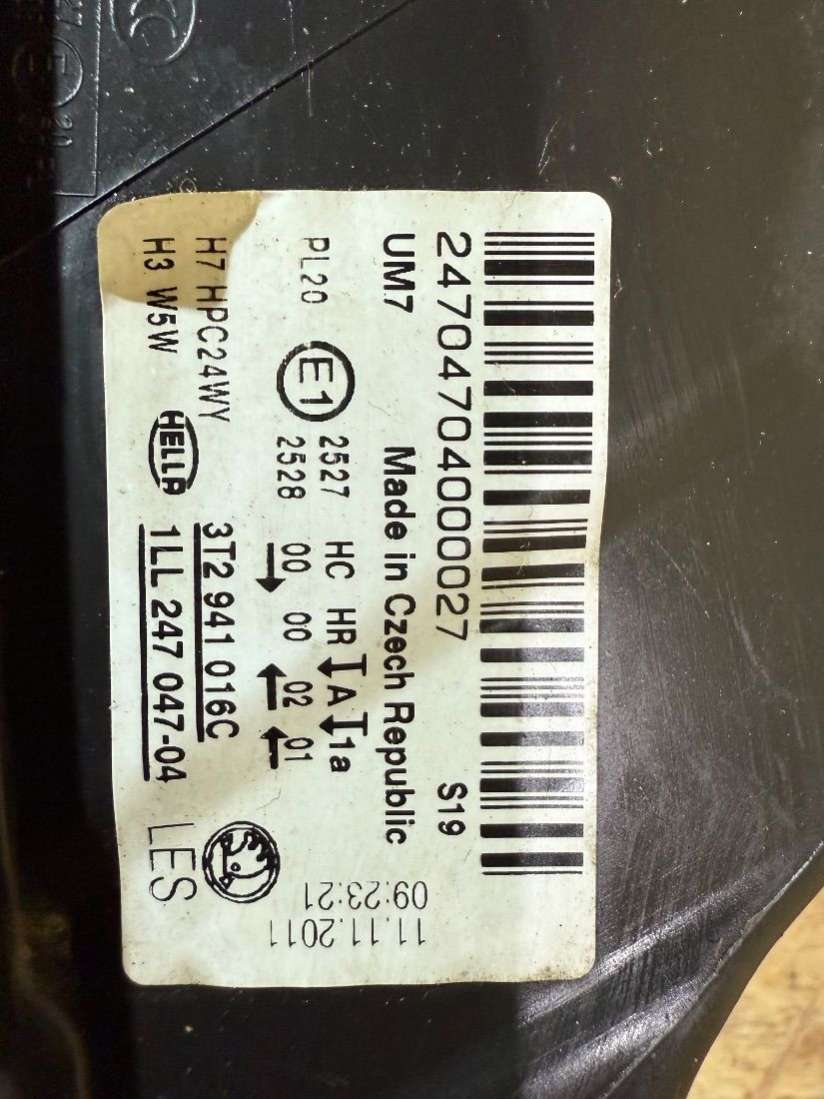 24704704000027 S19
UM7 Made in Czech Republic
2527 HC HR A 1a
PL20 E1 2528 00 00 02 01
H7 HPC24WY 3T2 941 016C
H3 W5W HELLA 1LL 247 047-04 LES
11.11.2011
09:23:21